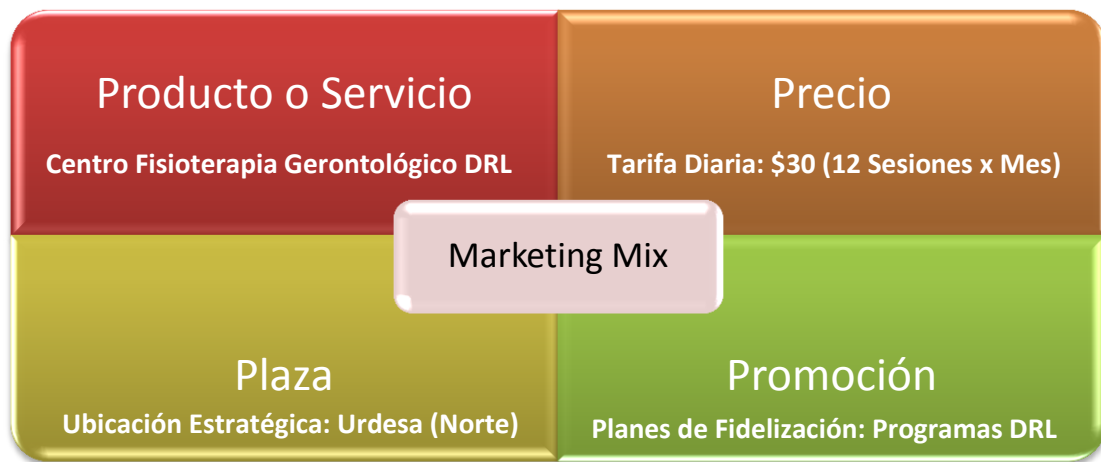 Producto o Servicio
Centro Fisioterapia Gerontológico DRL
Precio
Tarifa Diaria: $30 (12 Sesiones x Mes)
Marketing Mix
Plaza
Ubicación Estratégica: Urdesa (Norte)
Promoción
Planes de Fidelización: Programas DRL